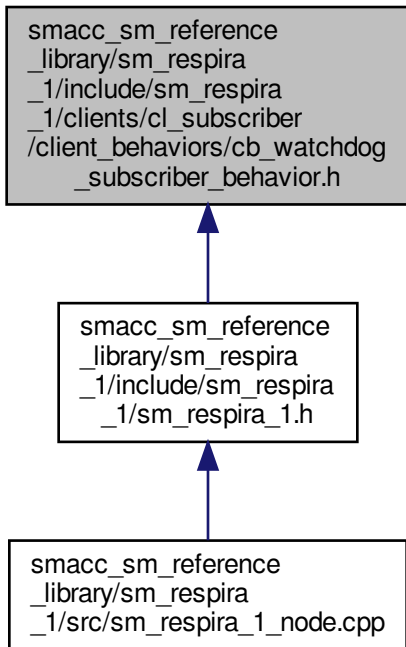 smacc_sm_reference
_library/sm_respira
_1/include/sm_respira
_1/clients/cl_subscriber
/client_behaviors/cb_watchdog
_subscriber_behavior.h
smacc_sm_reference
_library/sm_respira
_1/include/sm_respira
_1/sm_respira_1.h
smacc_sm_reference
_library/sm_respira
_1/src/sm_respira_1_node.cpp